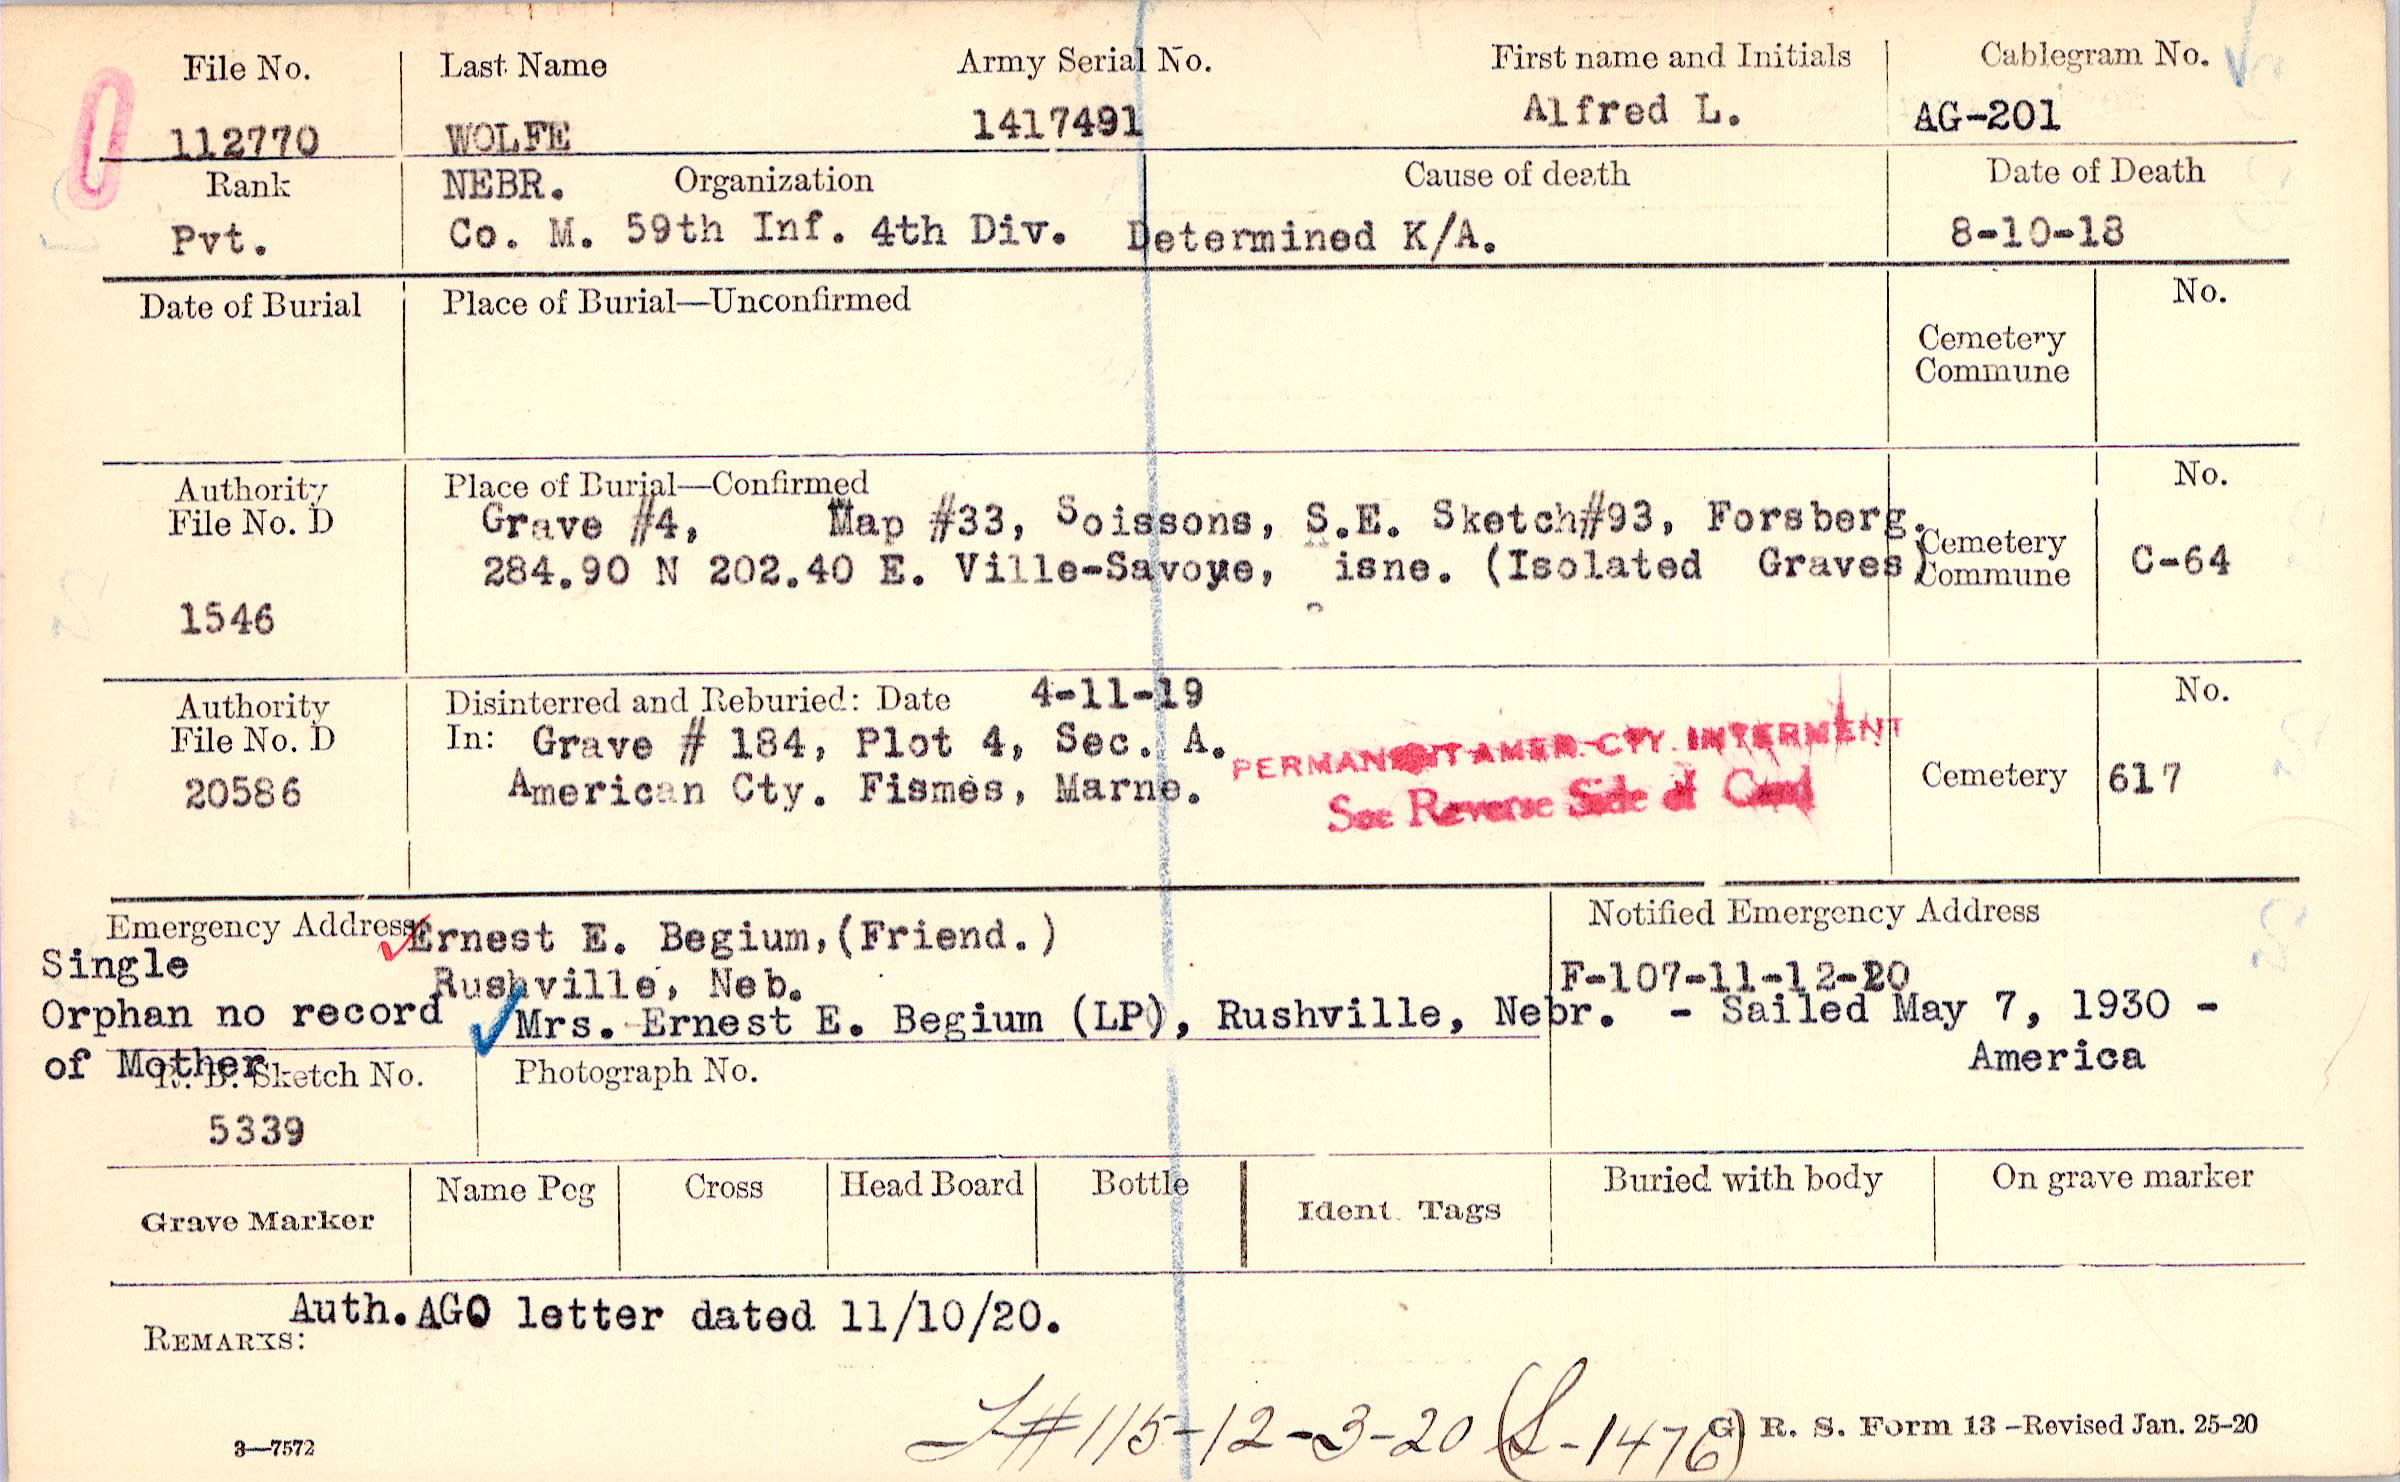 File No. Last Name Army Serial No. First name and Initials Cablegram No.
112770 WOLFE 1417491 Alfred L. AG-201
Rank NEBR. Organization Cause of death Date of Death
Pvt. Co. M. 59th Inf. 4th Div. Determined K/A. 8-10-18
Date of Burial Place of Burial—Unconfirmed No.
Cemetery
Commune
Authority Place of Burial—Confirmed No.
File No. D Grave #4, Map #33, Soissons, S.E. Sketch#93, Forsberg.
Cemetery
284.90 N 202.40 E. Ville-Savoye, isne. (Isolated Graves) C-64
Commune
1546
Authority Disinterred and Reburied: Date 4-11-19 No.
File No. D In: Grave # 184, Plot 4, Sec. A. PERMANENT AMER. CTY. INTERMENT
20586 American Cty. Fismes, Marne. See Reverse Side of Card Cemetery 617
Emergency Address Ernest E. Begium,(Friend.) Notified Emergency Address
Single Rushville, Neb. F-107-11-12-20
Orphan no record Mrs. Ernest E. Begium (LP), Rushville, Nebr. - Sailed May 7, 1930 -
of Mother America
Sketch No. Photograph No.
5339
Grave Marker Name Peg Cross Head Board Bottle Ident. Tags Buried with body On grave marker
Auth. AGO letter dated 11/10/20.
REMARKS:
#115-12-3-20 (S-1476)
3—7572 G. R. S. Form 13—Revised Jan. 25-20